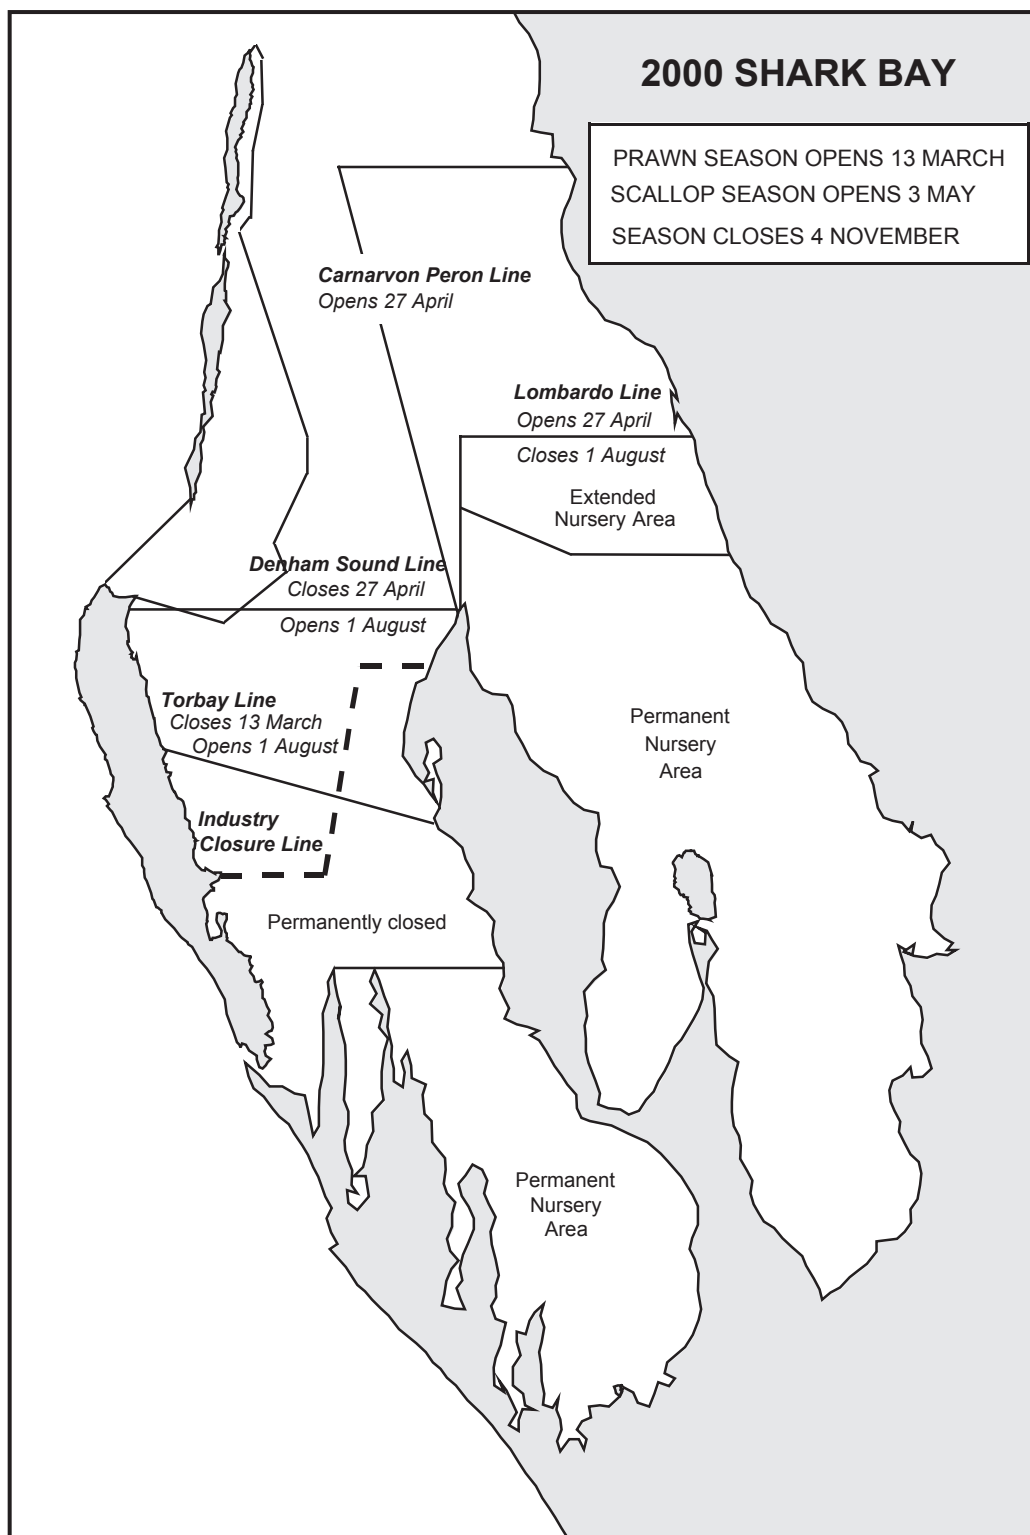 2000 SHARK BAY
PRAWN SEASON OPENS 13 MARCH
SCALLOP SEASON OPENS 3 MAY
SEASON CLOSES 4 NOVEMBER
Carnarvon Peron Line
Opens 27 April
Lombardo Line
Opens 27 April
Closes 1 August
Extended
Nursery Area
Denham Sound Line
Closes 27 April
Opens 1 August
Torbay Line
Closes 13 March
Opens 1 August
Permanent
Nursery
Area
Industry
Closure Line
Permanently closed
Permanent
Nursery
Area